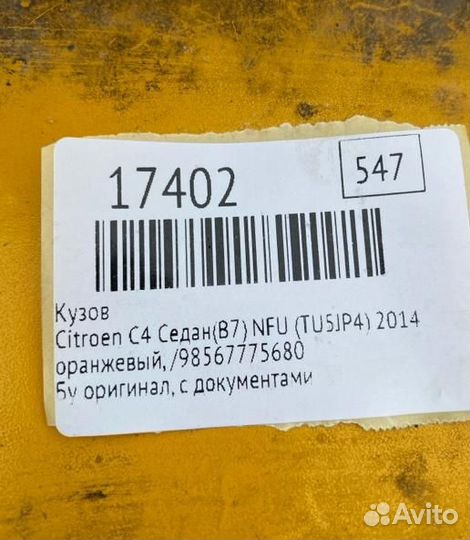 17402
547
Кузов
Citroen C4 Седан(B7) NFU (TU5JP4) 2014
оранжевый, /98567775680
бу оригинал, с документами
Avito